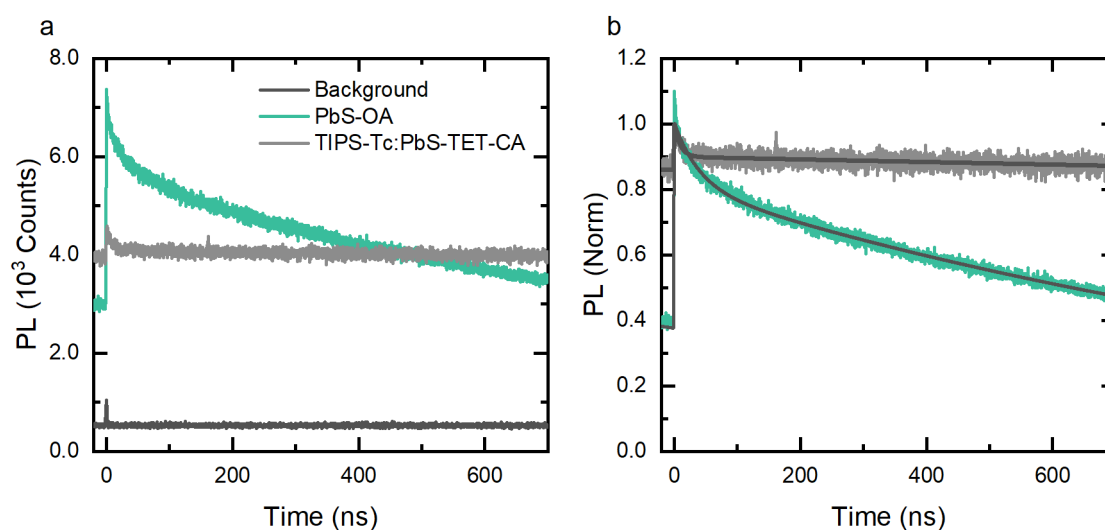 a
8.0
6.0
4.0
2.0
0.0
PL (10³ Counts)
Background
PbS-OA
TIPS-Tc:PbS-TET-CA
0
200
400
600
Time (ns)
b
1.2
1.0
0.8
0.6
0.4
0.2
0.0
PL (Norm)
0
200
400
600
Time (ns)